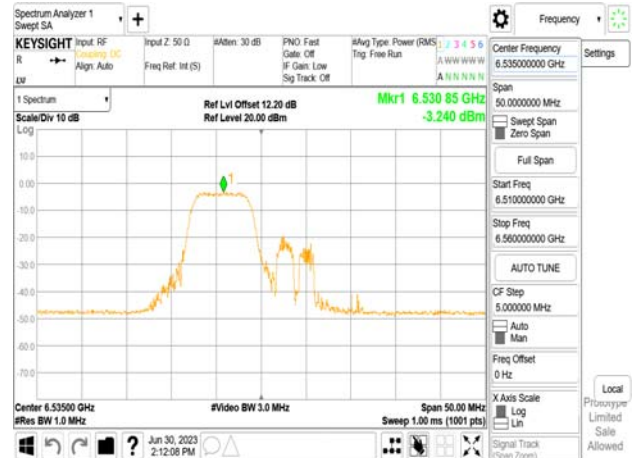 Spectrum Analyzer 1
Swept SA
+
Frequency
KEYSIGHT
R
LV
Input: RF
Coupling: DC
Align: Auto
Input Z: 50 Ω
Freq Ref: Int (S)
#Atten: 30 dB
PNO: Fast
Gate: Off
IF Gain: Low
Sig Track: Off
#Avg Type: Power (RMS
Trig: Free Run
1 2 3 4 5 6
A W W W W W
A N N N N N
1 Spectrum
Scale/Div 10 dB
Ref Lvl Offset 12.20 dB
Ref Level 20.00 dBm
Mkr1 6.530 85 GHz
-3.240 dBm
Log
10.0
0.00
-10.0
-20.0
-30.0
-40.0
-50.0
-60.0
-70.0
1
Center 6.53500 GHz
#Res BW 1.0 MHz
#Video BW 3.0 MHz
Span 50.00 MHz
Sweep 1.00 ms (1001 pts)
Jun 30, 2023
2:12:08 PM
?
Center Frequency
6.535000000 GHz
Settings
Span
50.0000000 MHz
Swept Span
Zero Span
Full Span
Start Freq
6.510000000 GHz
Stop Freq
6.560000000 GHz
AUTO TUNE
CF Step
5.000000 MHz
Auto
Man
Freq Offset
0 Hz
X Axis Scale
Log
Lin
Signal Track
(Span Zoom)
Local
Prototype
Limited
Sale
Allowed